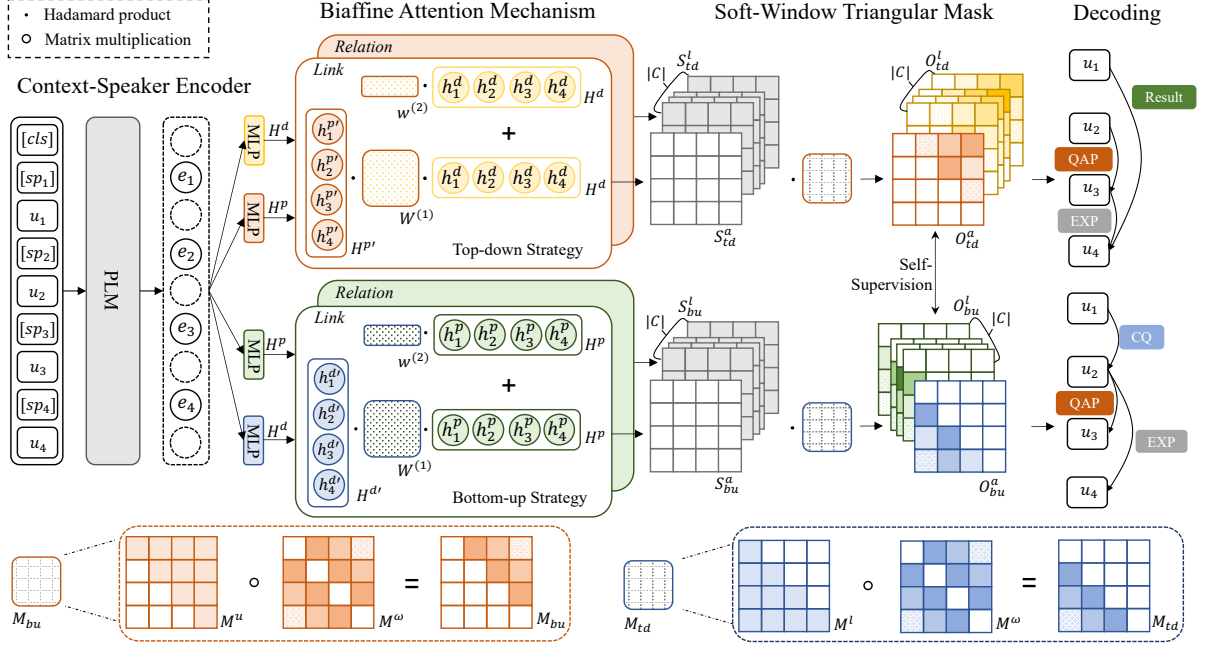 · Hadamard product
○ Matrix multiplication
Biaffine Attention Mechanism
Soft-Window Triangular Mask
Decoding
Context-Speaker Encoder
[cls]
[sp₁]
u₁
[sp₂]
u₂
[sp₃]
u₃
[sp₄]
u₄
PLM
e₁
e₂
e₃
e₄
MLP
H^d
MLP
H^p
MLP
H^p
MLP
H^d
Relation
Link
w^(2)
·
h₁^d h₂^d h₃^d h₄^d
H^d
+
h₁^p′
h₂^p′
h₃^p′
h₄^p′
H^p′
·
W^(1)
·
h₁^d h₂^d h₃^d h₄^d
H^d
Top-down Strategy
Relation
Link
w^(2)
·
h₁^p h₂^p h₃^p h₄^p
H^p
+
h₁^d′
h₂^d′
h₃^d′
h₄^d′
H^d′
·
W^(1)
·
h₁^p h₂^p h₃^p h₄^p
H^p
Bottom-up Strategy
|C|
S_td^l
S_td^a
·
|C|
O_td^l
O_td^a
Self-
Supervision
|C|
S_bu^l
S_bu^a
·
O_bu^l
|C|
O_bu^a
u₁
Result
u₂
QAP
u₃
EXP
u₄
u₁
CQ
u₂
QAP
u₃
EXP
u₄
M_bu
M^u
∘
M^ω
=
M_bu
M_td
M^l
∘
M^ω
=
M_td